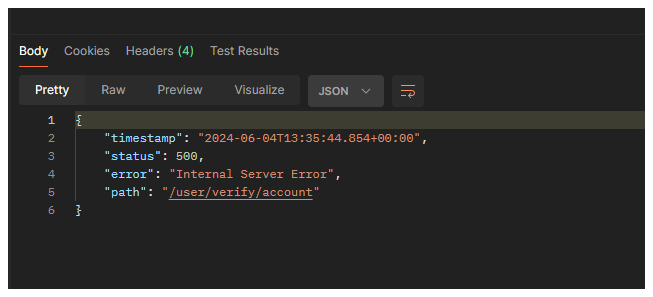 Body Cookies Headers (4) Test Results
Pretty Raw Preview Visualize JSON
1 {
2 "timestamp": "2024-06-04T13:35:44.854+00:00",
3 "status": 500,
4 "error": "Internal Server Error",
5 "path": "/user/verify/account"
6 }